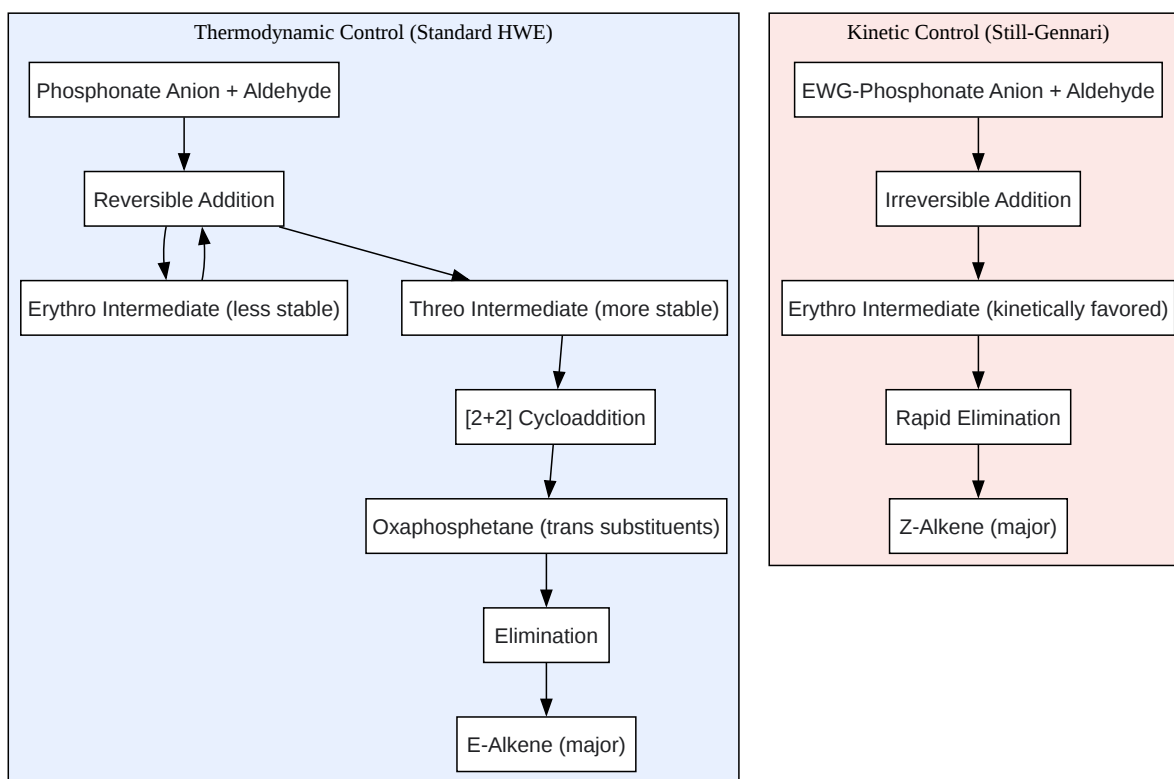 Thermodynamic Control (Standard HWE)
Phosphonate Anion + Aldehyde
Reversible Addition
Erythro Intermediate (less stable)
Threo Intermediate (more stable)
[2+2] Cycloaddition
Oxaphosphetane (trans substituents)
Elimination
E-Alkene (major)
Kinetic Control (Still-Gennari)
EWG-Phosphonate Anion + Aldehyde
Irreversible Addition
Erythro Intermediate (kinetically favored)
Rapid Elimination
Z-Alkene (major)